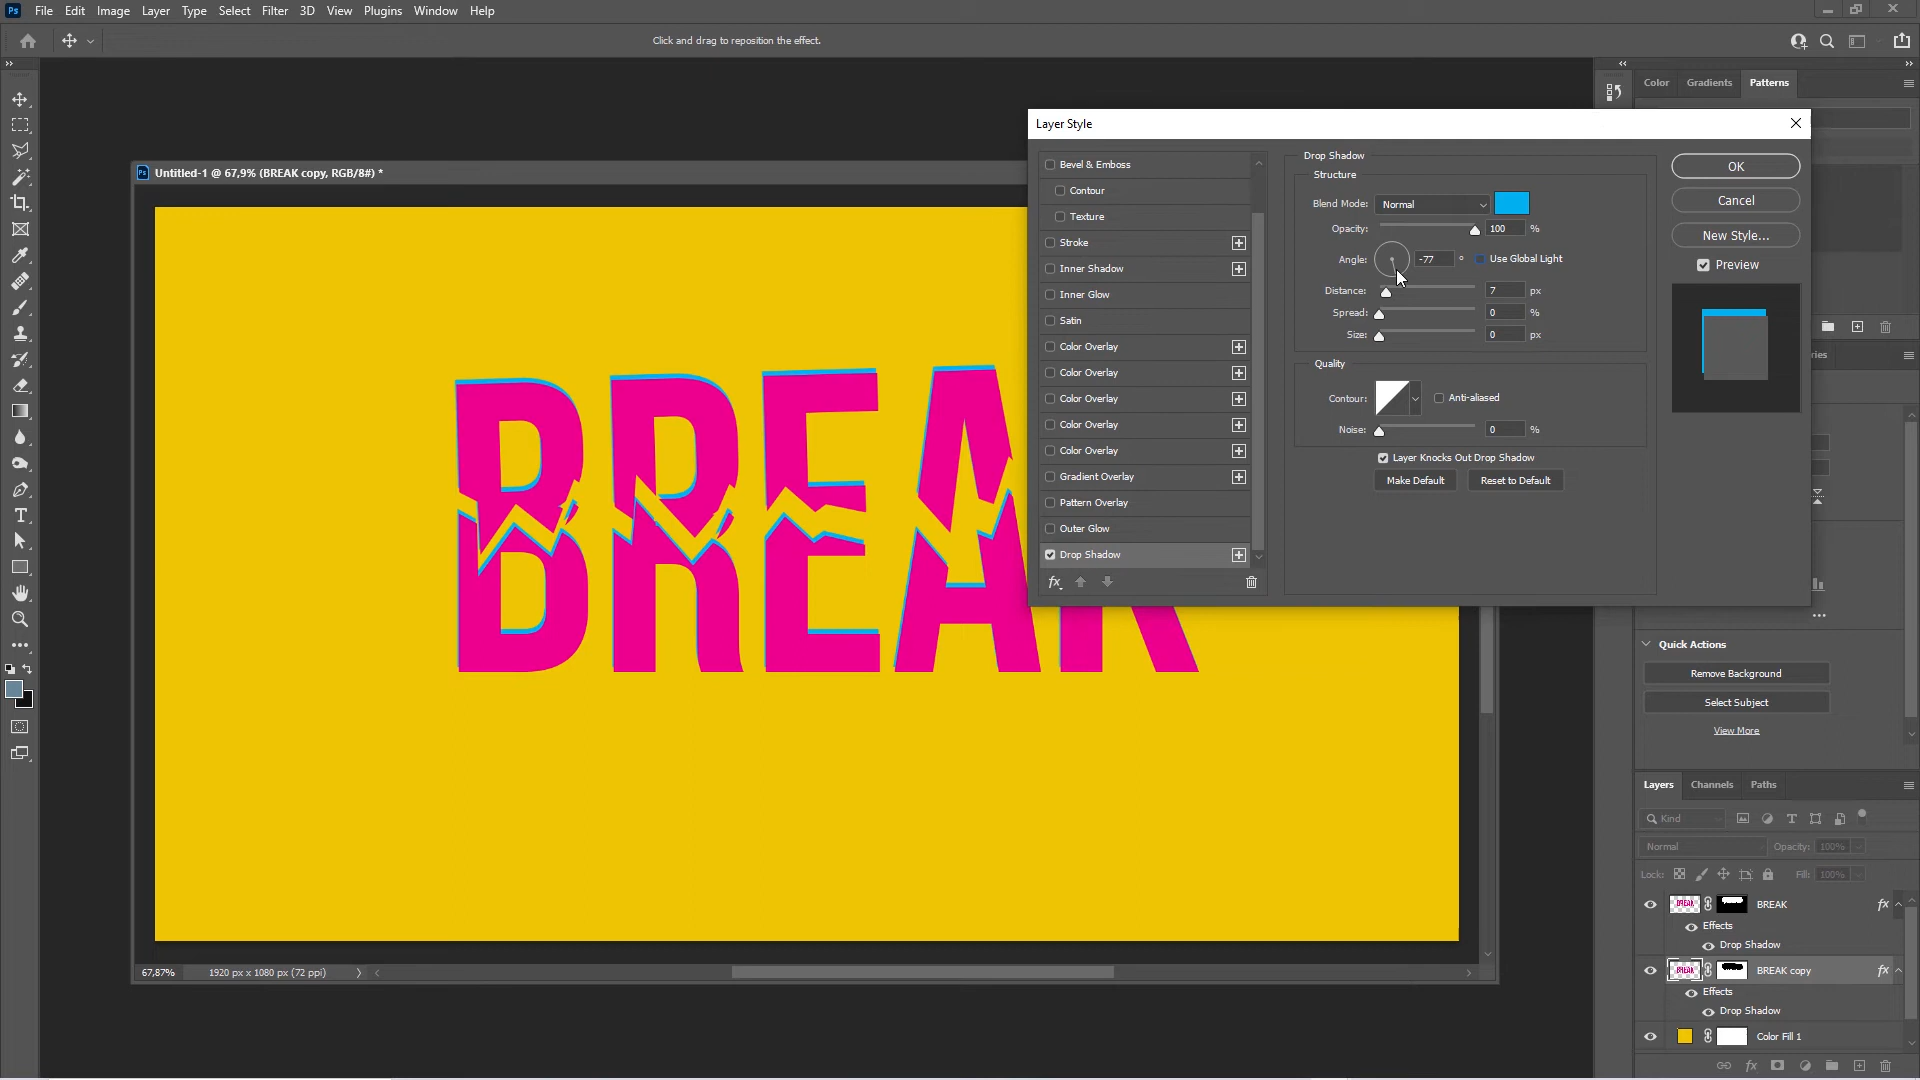 Ps File Edit Image Layer Type Select Filter 3D View Plugins Window Help
Click and drag to reposition the effect.
Color Gradients Patterns
Layer Style
Untitled-1 @ 67,9% (BREAK copy, RGB/8#) *
BREAK
Bevel & Emboss
Contour
Texture
Stroke
Inner Shadow
Inner Glow
Satin
Color Overlay
Color Overlay
Color Overlay
Color Overlay
Color Overlay
Gradient Overlay
Pattern Overlay
Outer Glow
Drop Shadow
fx
Drop Shadow
Structure
Blend Mode: Normal
Opacity: 100 %
Angle: -77 ° Use Global Light
Distance: 7 px
Spread: 0 %
Size: 0 px
Quality
Contour: Anti-aliased
Noise: 0 %
Layer Knocks Out Drop Shadow
Make Default Reset to Default
OK
Cancel
New Style...
Preview
ries
Quick Actions
Remove Background
Select Subject
View More
Layers Channels Paths
Kind
Normal Opacity: 100%
Lock: Fill: 100%
BREAK BREAK fx
Effects
Drop Shadow
BREAK BREAK copy fx
Effects
Drop Shadow
Color Fill 1
fx
67,87% 1920 px x 1080 px (72 ppi)